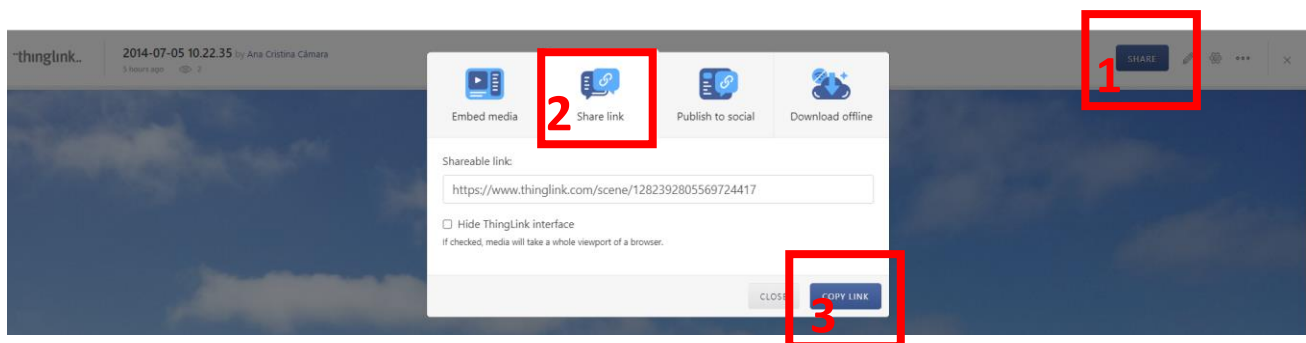 thinglink..
2014-07-05 10.22.35 by Ana Cristina Câmara
5 hours ago 2
SHARE
1
2
Embed media
Share link
Publish to social
Download offline
Shareable link:
https://www.thinglink.com/scene/1282392805569724417
Hide ThingLink interface
If checked, media will take a whole viewport of a browser.
CLOSE
COPY LINK
3